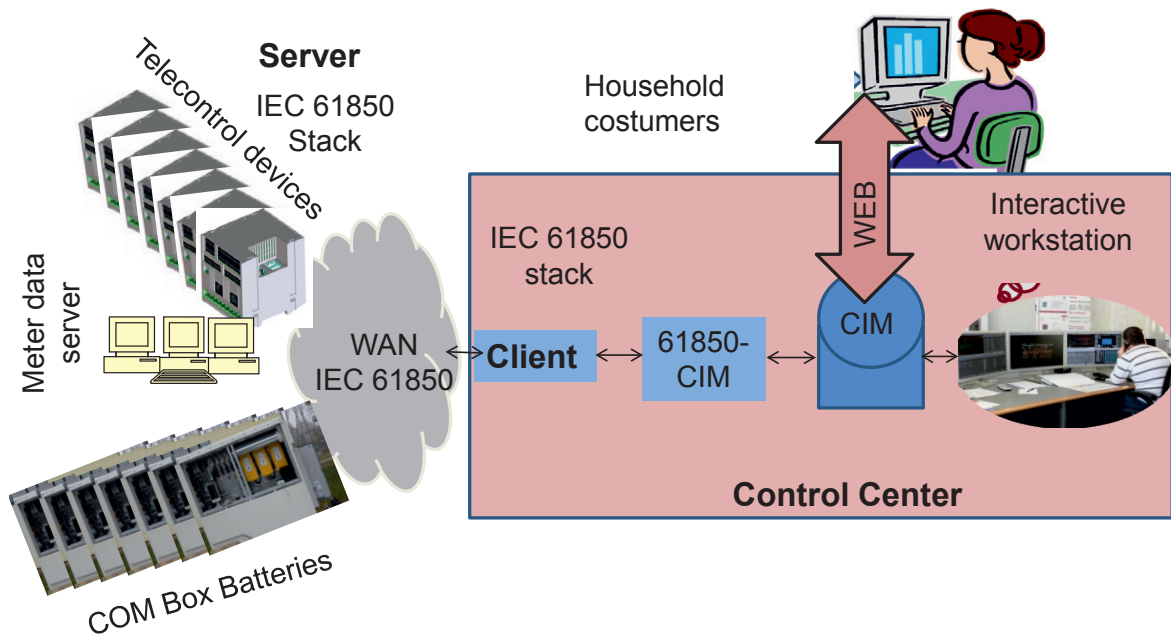 Server
IEC 61850
Stack
Telecontrol devices
Meter data
server
COM Box Batteries
WAN
IEC 61850
Household
costumers
WEB
IEC 61850
stack
Client
61850-
CIM
CIM
Interactive
workstation
Control Center